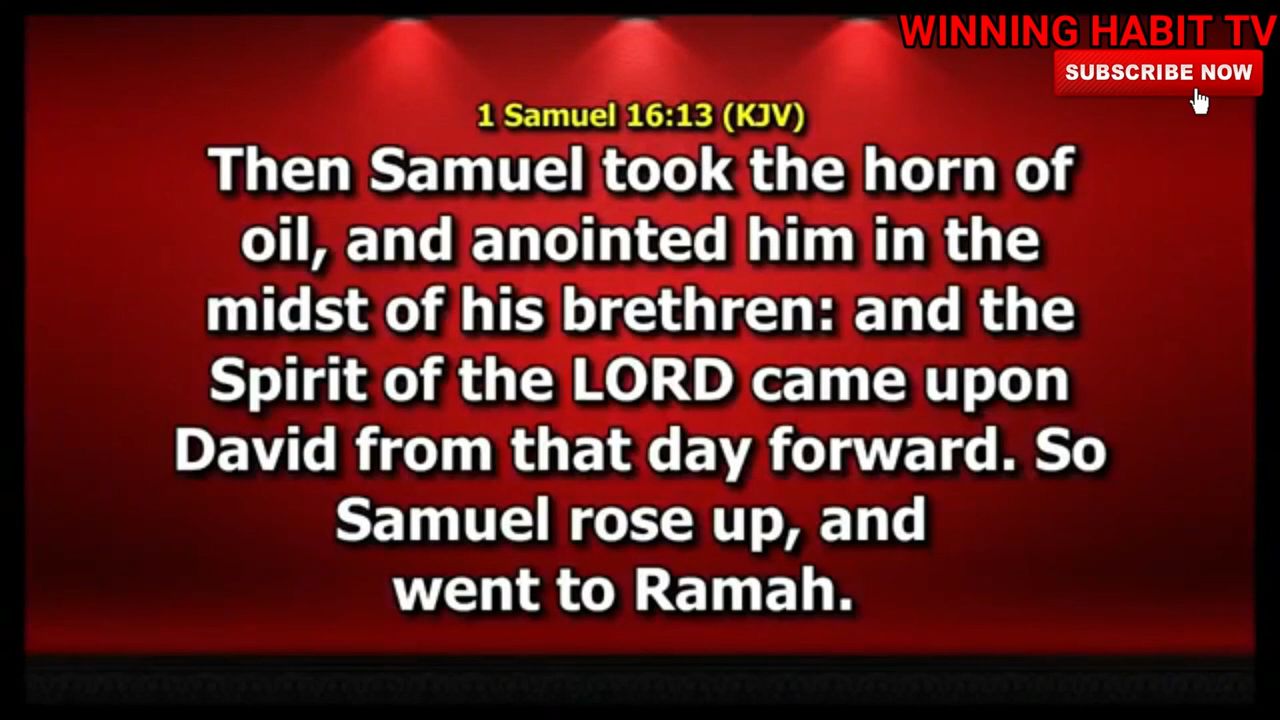 WINNING HABIT TV
SUBSCRIBE NOW
1 Samuel 16:13 (KJV)
Then Samuel took the horn of
oil, and anointed him in the
midst of his brethren: and the
Spirit of the LORD came upon
David from that day forward. So
Samuel rose up, and
went to Ramah.